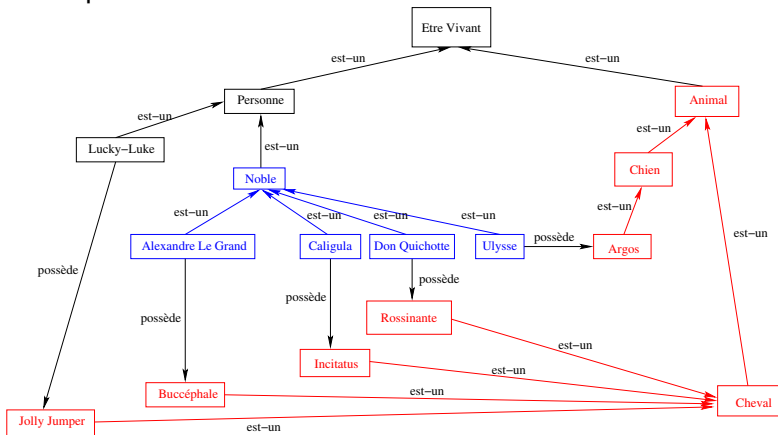 Etre Vivant
est-un
est-un
Personne
Animal
est-un
est-un
Lucky-Luke
est-un
Chien
Noble
est-un
est-un
est-un
est-un
est-un
est-un
Alexandre Le Grand
Caligula
Don Quichotte
Ulysse
possède
Argos
possède
possède
possède
possède
Rossinante
Incitatus
est-un
est-un
Buccéphale
est-un
Cheval
Jolly Jumper
est-un